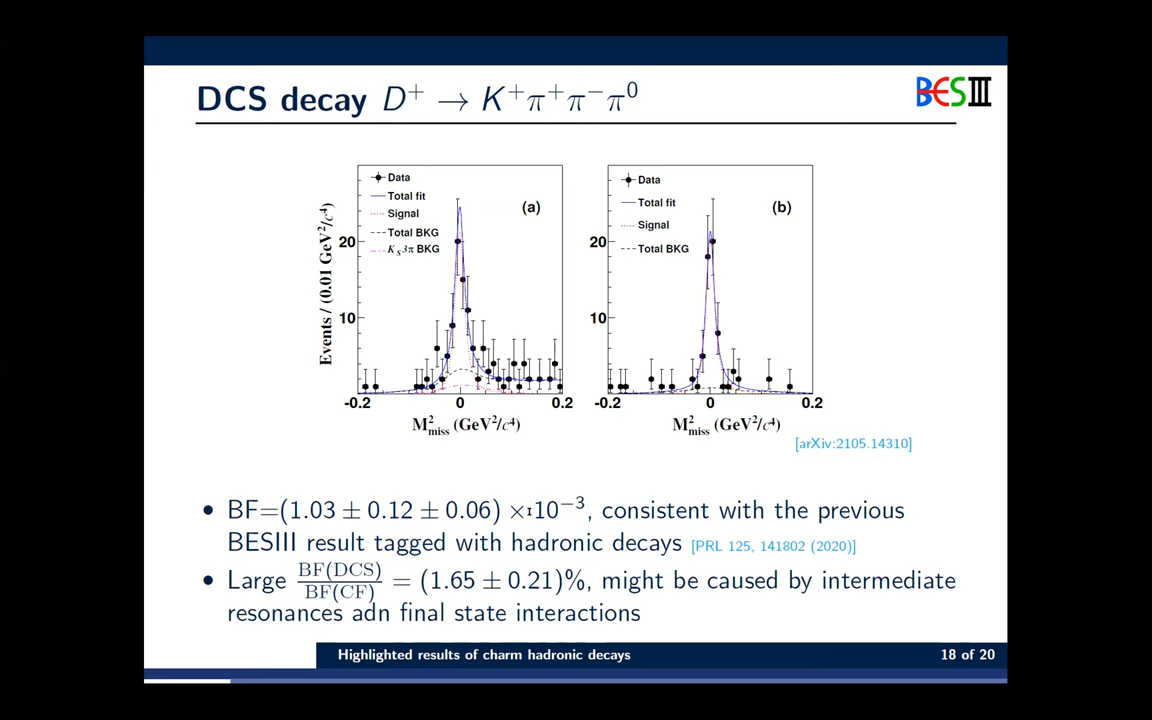 DCS decay D⁺ → K⁺π⁺π⁻π⁰
BESIII
Data
Total fit
Signal
Total BKG
K_S3π BKG
(a)
20
10
-0.2
0
0.2
Events / (0.01 GeV²/c⁴)
M²miss (GeV²/c⁴)
Data
Total fit
Signal
Total BKG
(b)
20
10
-0.2
0
0.2
M²miss (GeV²/c⁴)
[arXiv:2105.14310]
• BF=(1.03 ± 0.12 ± 0.06) ×10⁻³, consistent with the previous
BESIII result tagged with hadronic decays [PRL 125, 141802 (2020)]
• Large BF(DCS)/BF(CF) = (1.65 ± 0.21)%, might be caused by intermediate
resonances adn final state interactions
Highlighted results of charm hadronic decays
18 of 20